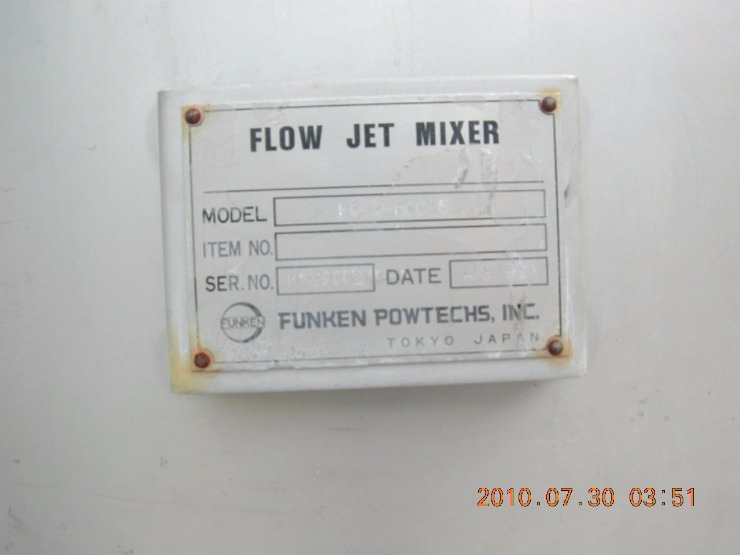 FLOW JET MIXER
MODEL
ITEM NO.
SER. NO. DATE
FUNKEN FUNKEN POWTECHS, INC.
TOKYO JAPAN
2010.07.30 03:51